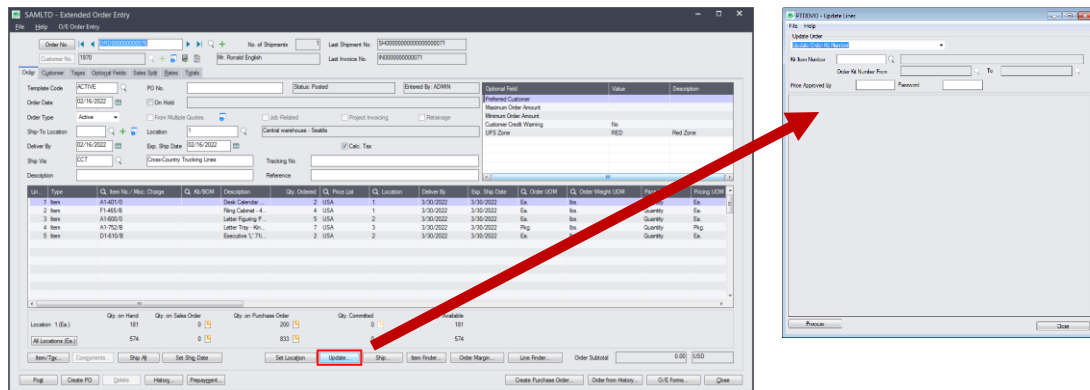 SAMLTD - Extended Order Entry
File Help O/E Order Entry
Order No. No. of Shipments 1 Last Shipment No. 
Customer No. 1970 Mr. Ronald English Last Invoice No. 
Order Customer Taxes Optional Fields Sales Split Rates Totals
Template Code ACTIVE PO No. Status: Posted Entered By: ADMIN
Order Date 02/16/2022 On Hold
Order Type Active From Multiple Quotes Job Related Project Invoicing Retainage
Ship-To Location Location 1 Central warehouse - Seattle
Deliver By 02/16/2022 Exp. Ship Date 02/16/2022 Calc. Tax
Ship Via CCT Cross-Country Trucking Lines Tracking No.
Description Reference
Optional Field Value Description
Preferred Customer
Maximum Order Amount
Minimum Order Amount
Customer Credit Warning No
UPS Zone RED Red Zone
Lin... Type Item No./ Misc. Charge Kit/BOM Description Qty. Ordered Price List Location Deliver By Exp. Ship Date Order UOM Order Weight UOM Pricing UOM
1 Item A1-401/0 Desk Calendar ... 2 USA 1 3/30/2022 3/30/2022 Ea. lbs. Quantity Ea.
2 Item F1-465/B Filing Cabinet - 4... 4 USA 1 3/30/2022 3/30/2022 Ea. lbs. Quantity Ea.
3 Item A1-600/0 Letter Figuring P... 5 USA 2 3/30/2022 3/30/2022 Ea. Quantity Ea.
4 Item A1-752/B Letter Tray - Kin... 7 USA 3 3/30/2022 3/30/2022 Pkg. Quantity Pkg.
5 Item D1-610/B Executive 'L' 71i... 2 USA 2 3/30/2022 3/30/2022 Ea. lbs. Quantity Ea.
Qty. on Hand Qty. on Sales Order Qty. on Purchase Order Qty. Committed
Location 1 (Ea.) 181 0 200 0 181
All Locations (Ea.) 574 0 833 574
Item/Tax... Components... Ship All Set Ship Date Set Location Update... Ship... Item Finder... Order Margin... Line Finder... Order Subtotal 0.00 USD
Post Create PO Delete History... Prepayment... Create Purchase Order... Order from History... O/E Forms... Close
PTDEMO - Update Lines
File Help
Update Order
Update Order Kit Number
Kit Item Number
Order Kit Number From To
Price Approved By Password
Process Close